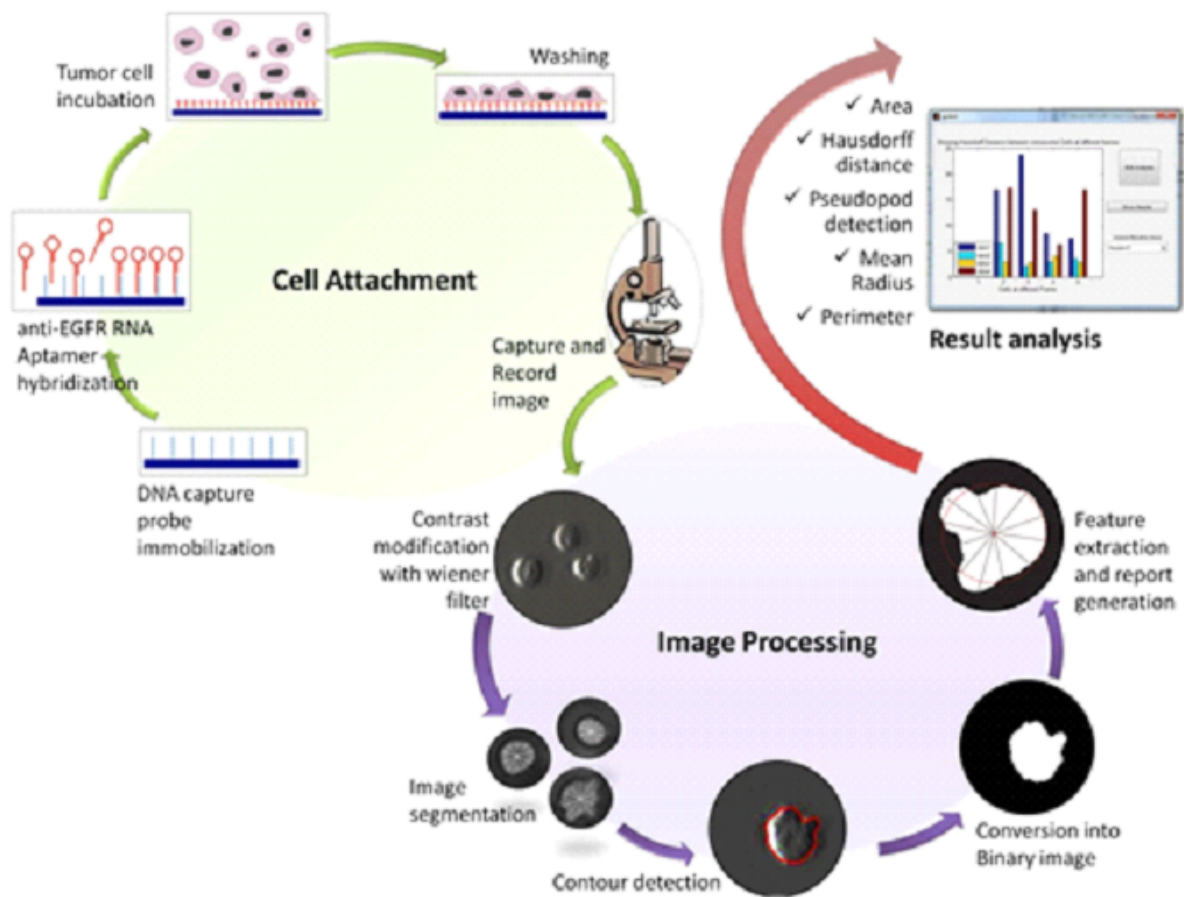 Tumor cell
incubation
Washing
Cell Attachment
anti-EGFR RNA
Aptamer
hybridization
DNA capture
probe
immobilization
Capture and
Record
image
Contrast
modification
with wiener
filter
Image Processing
Image
segmentation
Contour detection
Conversion into
Binary image
Feature
extraction
and report
generation
✓ Area
✓ Hausdorff
distance
✓ Pseudopod
detection
✓ Mean
Radius
✓ Perimeter
Result analysis